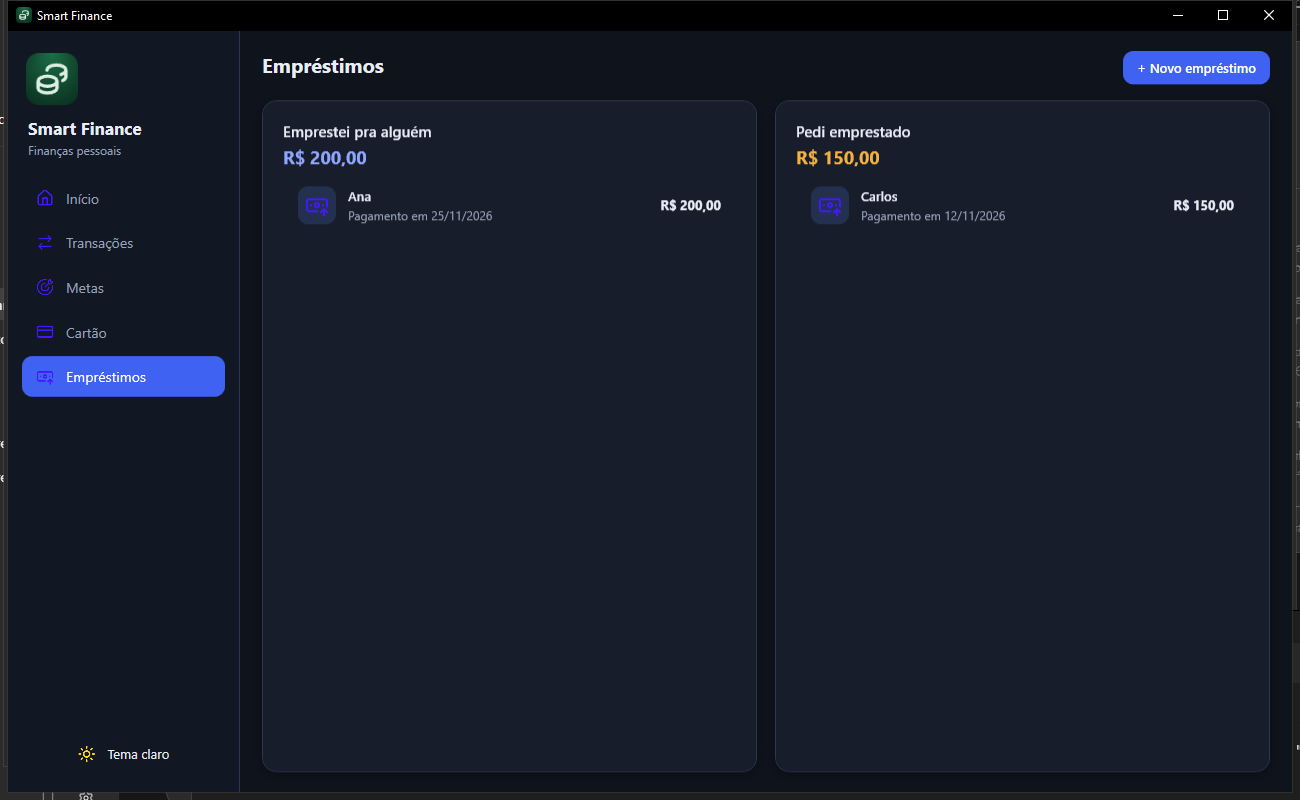 Smart Finance
Smart Finance
Finanças pessoais
Início
Transações
Metas
Cartão
Empréstimos
Tema claro
Empréstimos
+ Novo empréstimo
Emprestei pra alguém
R$ 200,00
Ana
Pagamento em 25/11/2026
R$ 200,00
Pedi emprestado
R$ 150,00
Carlos
Pagamento em 12/11/2026
R$ 150,00